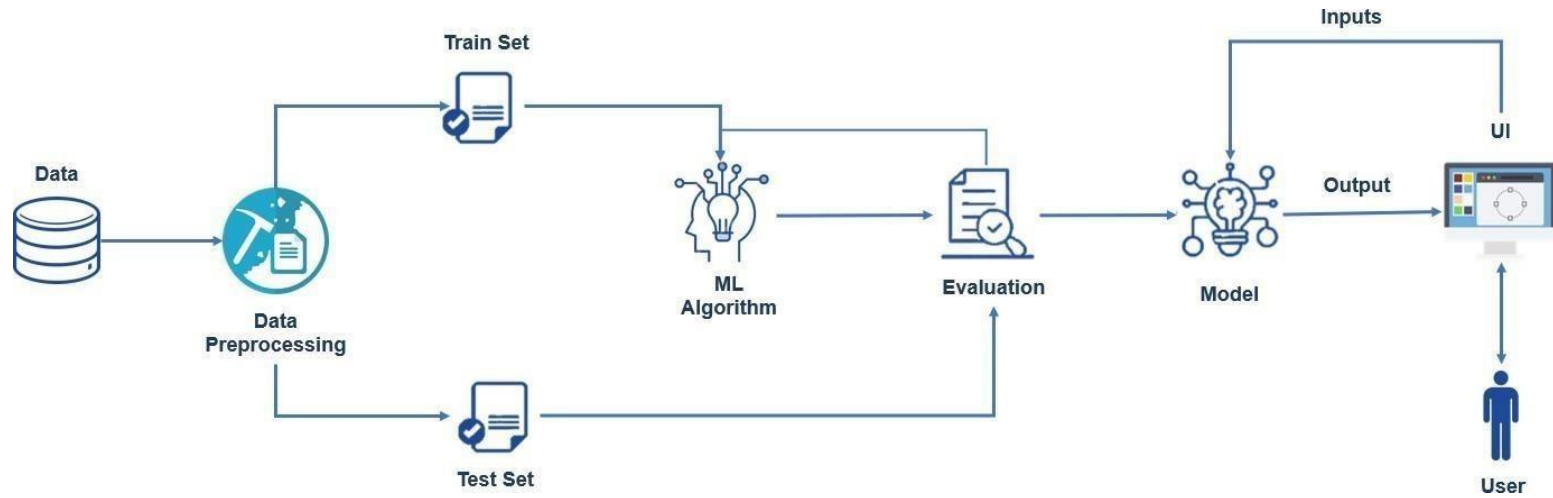 Inputs
Train Set
UI
Data
Output
ML
Algorithm
Evaluation
Model
Data
Preprocessing
Test Set
User